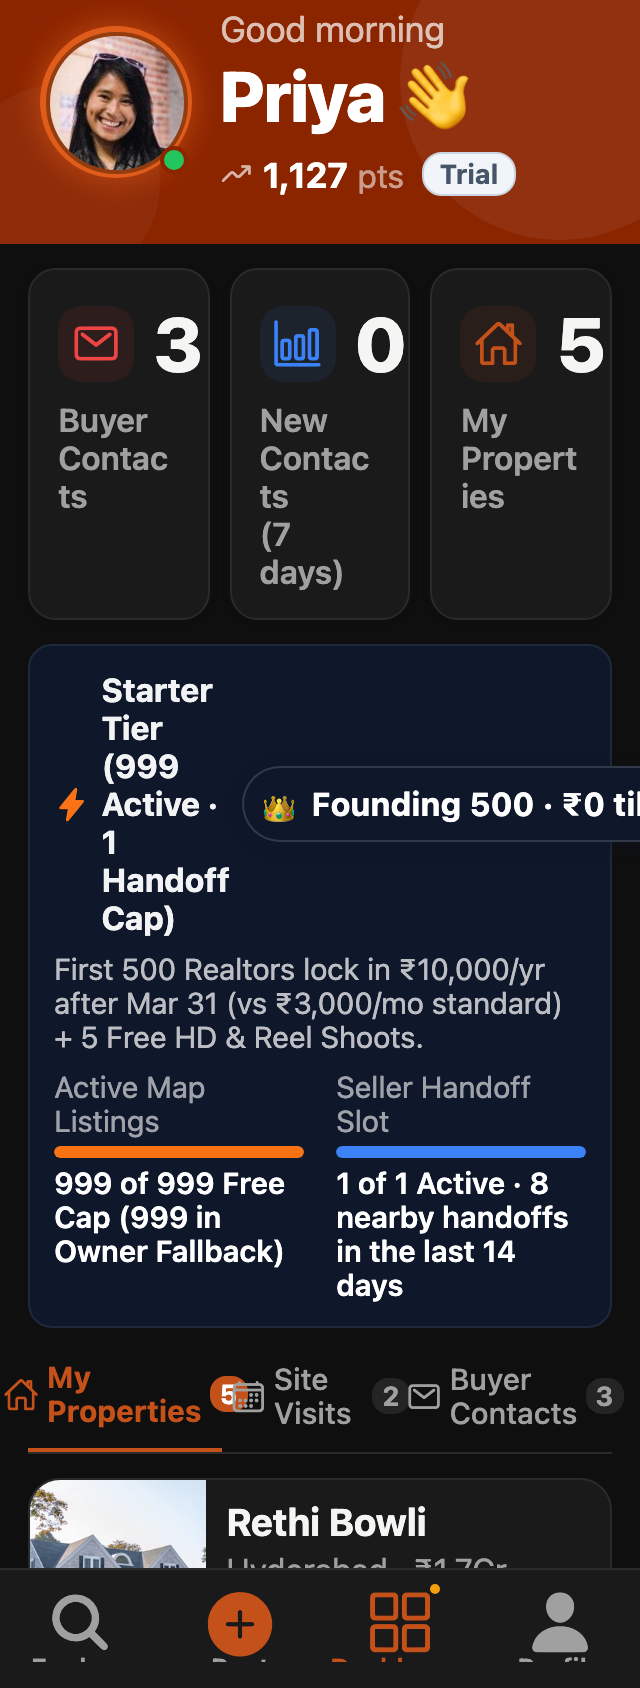 Good morning
Priya 👋
1,127 pts Trial
3
Buyer
Contac
ts
0
New
Contac
ts
(7
days)
5
My
Propert
ies
Starter
Tier
(999
Active ·
1
Handoff
Cap)
👑 Founding 500 · ₹0
First 500 Realtors lock in ₹10,000/yr
after Mar 31 (vs ₹3,000/mo standard)
+ 5 Free HD & Reel Shoots.
Active Map
Listings
999 of 999 Free
Cap (999 in
Owner Fallback)
Seller Handoff
Slot
1 of 1 Active · 8
nearby handoffs
in the last 14
days
My
Properties
5
Site
Visits
2
Buyer
Contacts
3
Rethi Bowli